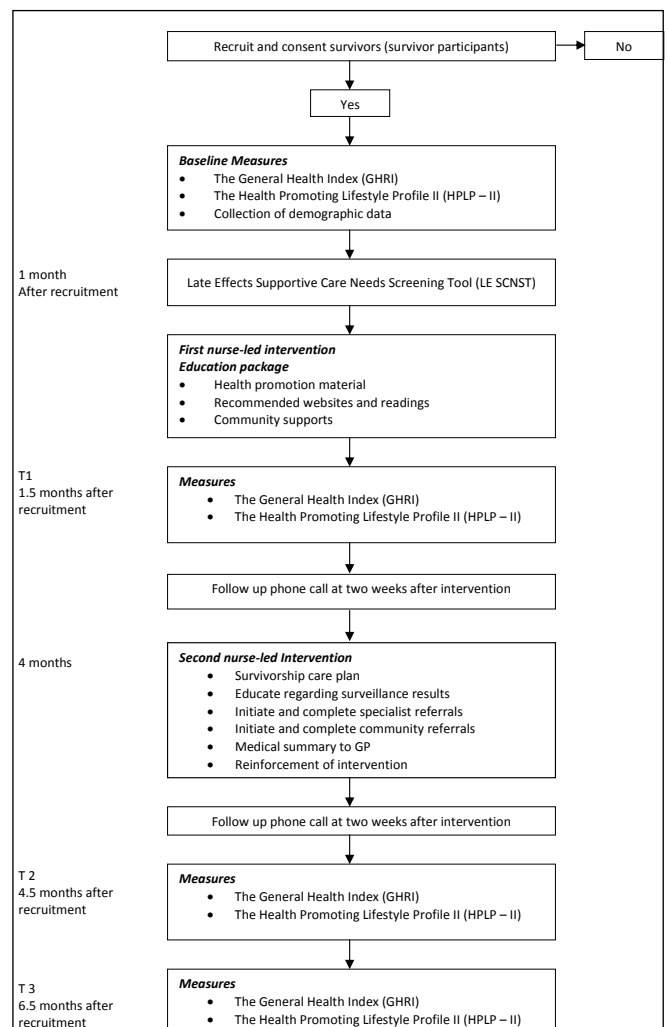 Recruit and consent survivors (survivor participants)
No
Yes
Baseline Measures
• The General Health Index (GHRI)
• The Health Promoting Lifestyle Profile II (HPLP – II)
• Collection of demographic data
1 month
After recruitment
Late Effects Supportive Care Needs Screening Tool (LE SCNST)
First nurse-led intervention
Education package
• Health promotion material
• Recommended websites and readings
• Community supports
T1
1.5 months after
recruitment
Measures
• The General Health Index (GHRI)
• The Health Promoting Lifestyle Profile II (HPLP – II)
Follow up phone call at two weeks after intervention
4 months
Second nurse-led Intervention
• Survivorship care plan
• Educate regarding surveillance results
• Initiate and complete specialist referrals
• Initiate and complete community referrals
• Medical summary to GP
• Reinforcement of intervention
Follow up phone call at two weeks after intervention
T 2
4.5 months after
recruitment
Measures
• The General Health Index (GHRI)
• The Health Promoting Lifestyle Profile II (HPLP – II)
T 3
6.5 months after
recruitment
Measures
• The General Health Index (GHRI)
• The Health Promoting Lifestyle Profile II (HPLP – II)